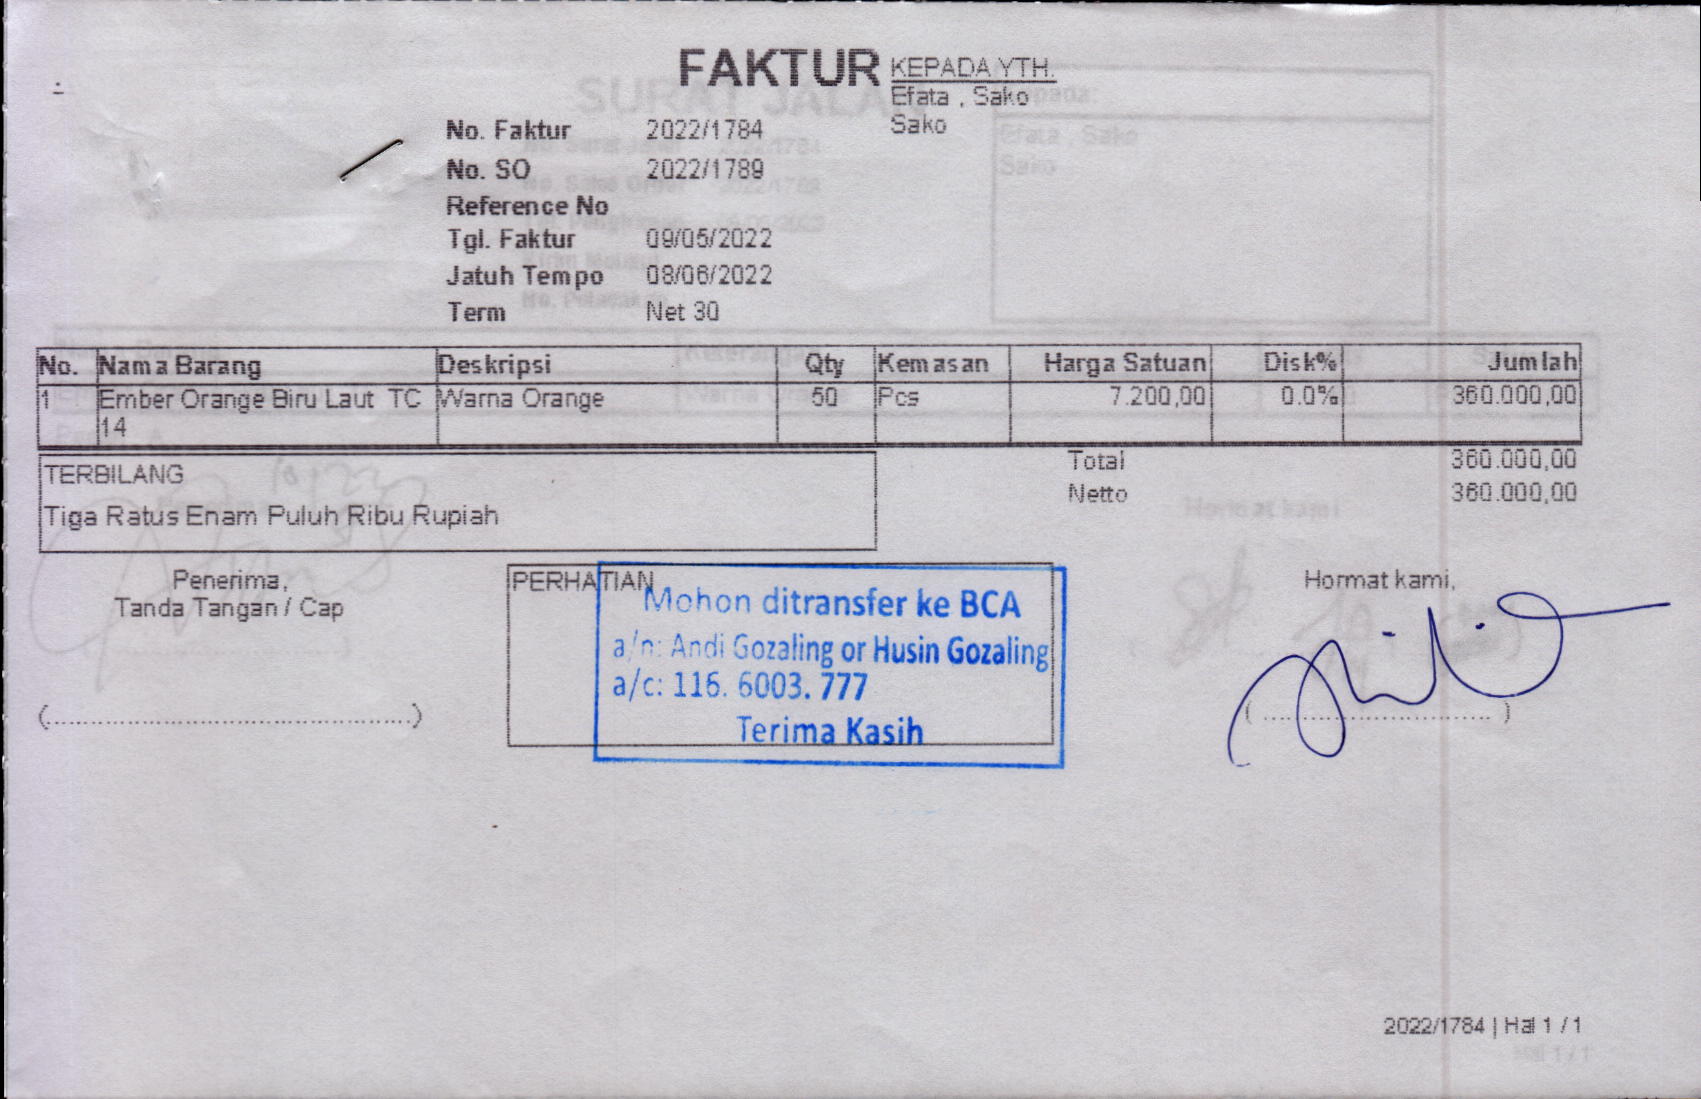 FAKTUR
KEPADA YTH.
Efata , Sako
Sako
No. Faktur 2022/1784
No. SO 2022/1789
Reference No
Tgl. Faktur 09/05/2022
Jatuh Tempo 08/06/2022
Term Net 30
No. Nama Barang Deskripsi Qty Kemasan Harga Satuan Disk% Jumlah
1 Ember Orange Biru Laut TC Warna Orange 50 Pcs 7.200,00 0.0% 360.000,00
14
Total 360.000,00
Netto 360.000,00
TERBILANG
Tiga Ratus Enam Puluh Ribu Rupiah
Penerima,
Tanda Tangan / Cap
(............................................)
PERHATIAN
Mohon ditransfer ke BCA
a/n: Andi Gozaling or Husin Gozaling
a/c: 116. 6003. 777
Terima Kasih
Hormat kami,
( ............................ )
2022/1784 | Hal 1 / 1